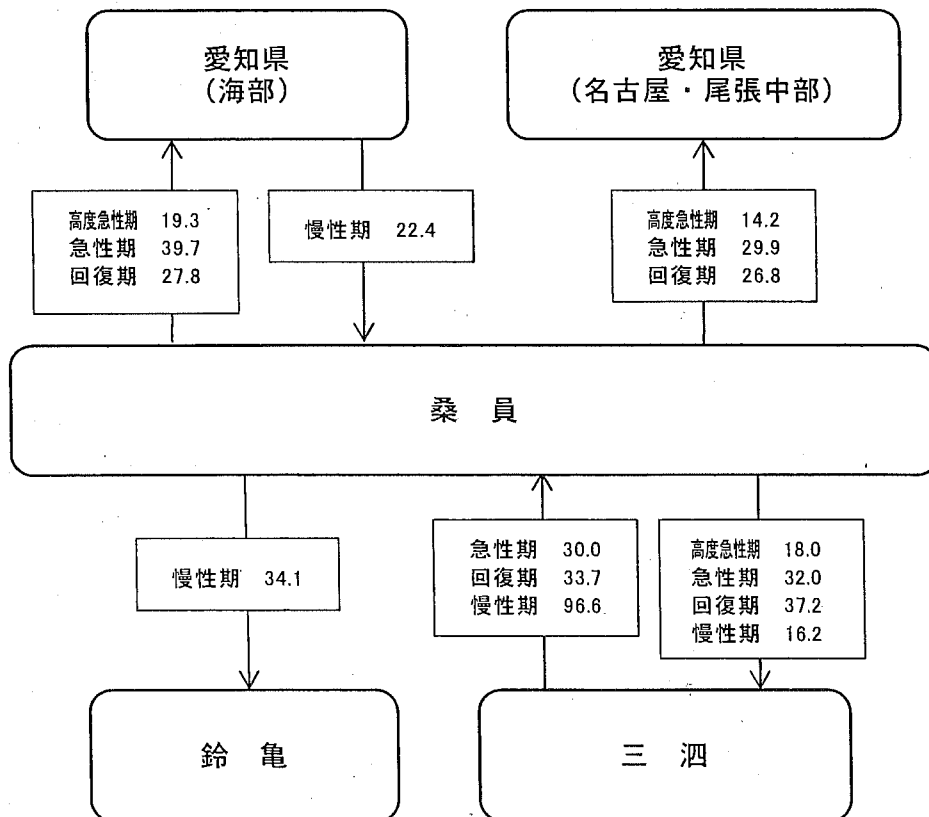 愛知県
（海部）
愛知県
（名古屋・尾張中部）
高度急性期 19.3
急性期 39.7
回復期 27.8
慢性期 22.4
高度急性期 14.2
急性期 29.9
回復期 26.8
桑 員
慢性期 34.1
急性期 30.0
回復期 33.7
慢性期 96.6
高度急性期 18.0
急性期 32.0
回復期 37.2
慢性期 16.2
鈴 亀
三 泗